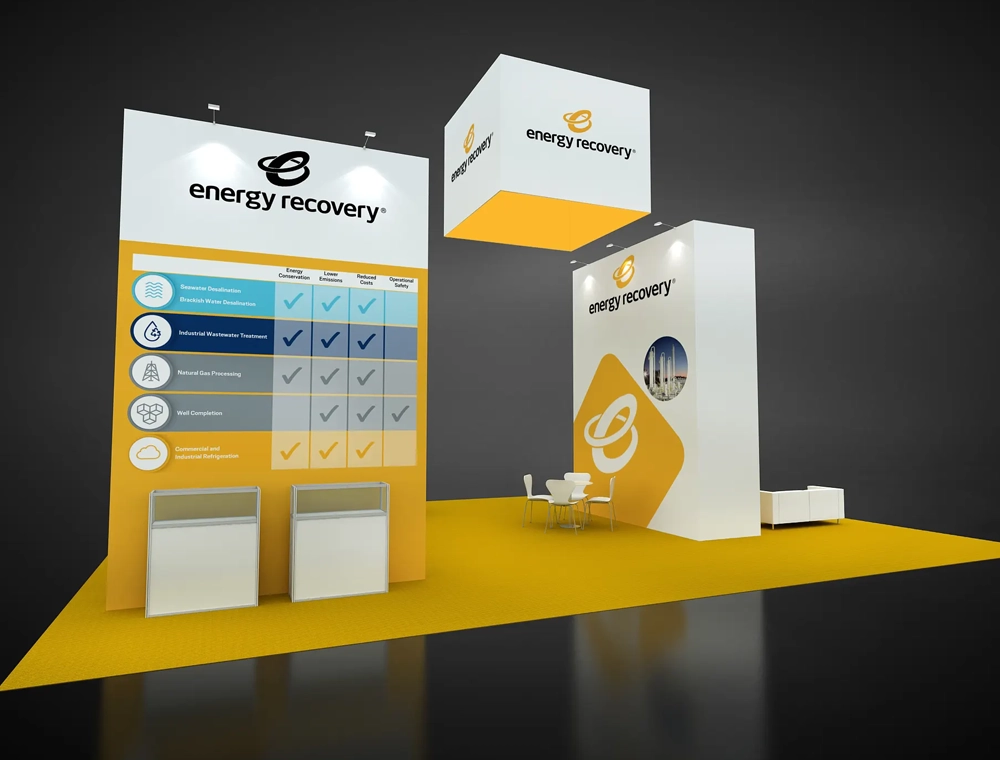 energy recovery®
Energy Conservation
Lower Emissions
Reduced Costs
Operational Safety
Seawater Desalination
Brackish Water Desalination
Industrial Wastewater Treatment
Natural Gas Processing
Well Completion
Commercial and
Industrial Refrigeration
energy recovery®
energy recovery®
energy recovery®